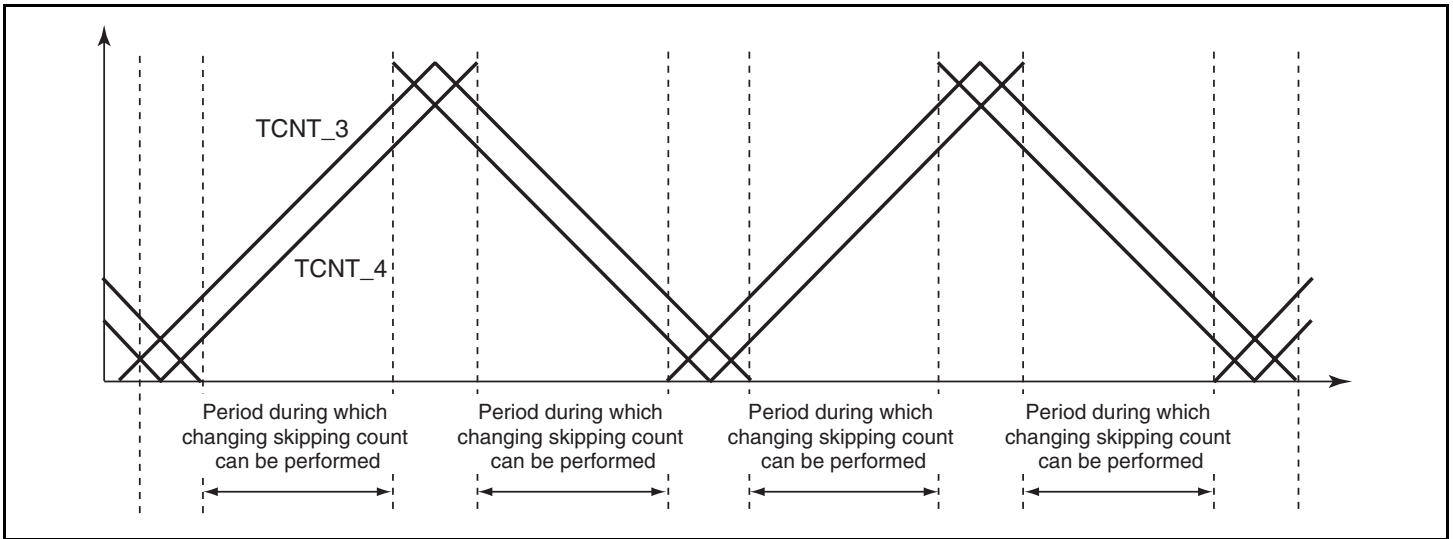 TCNT_3
TCNT_4
Period during which
changing skipping count
can be performed
Period during which
changing skipping count
can be performed
Period during which
changing skipping count
can be performed
Period during which
changing skipping count
can be performed